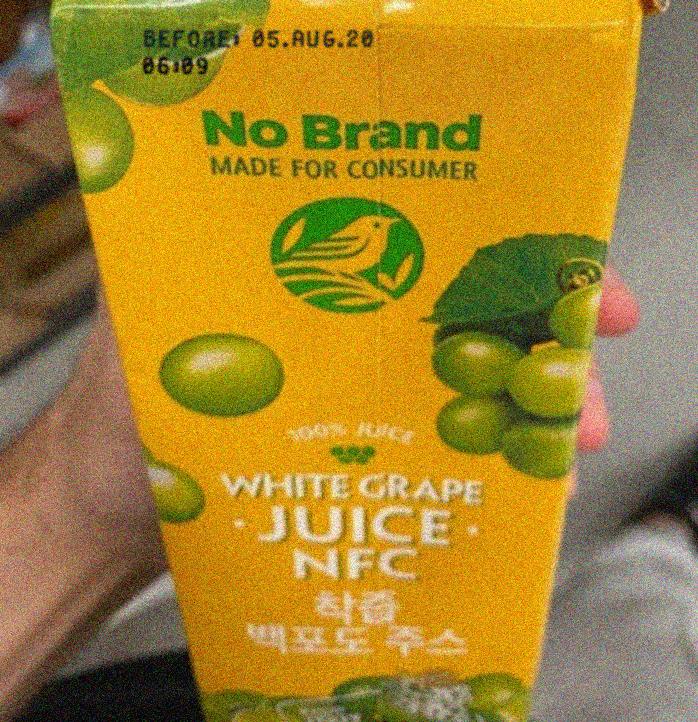 BEFORE: 05.AUG.20
06:09
No Brand
MADE FOR CONSUMER
100% JUICE
WHITE GRAPE
· JUICE ·
NFC
착즙
백포도 주스